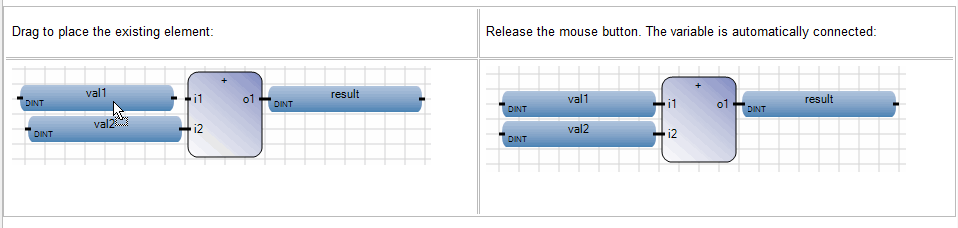 Drag to place the existing element:
Release the mouse button. The variable is automatically connected:
+
val1
DINT
i1
o1
result
DINT
val2
DINT
i2
+
val1
DINT
i1
o1
result
DINT
val2
DINT
i2